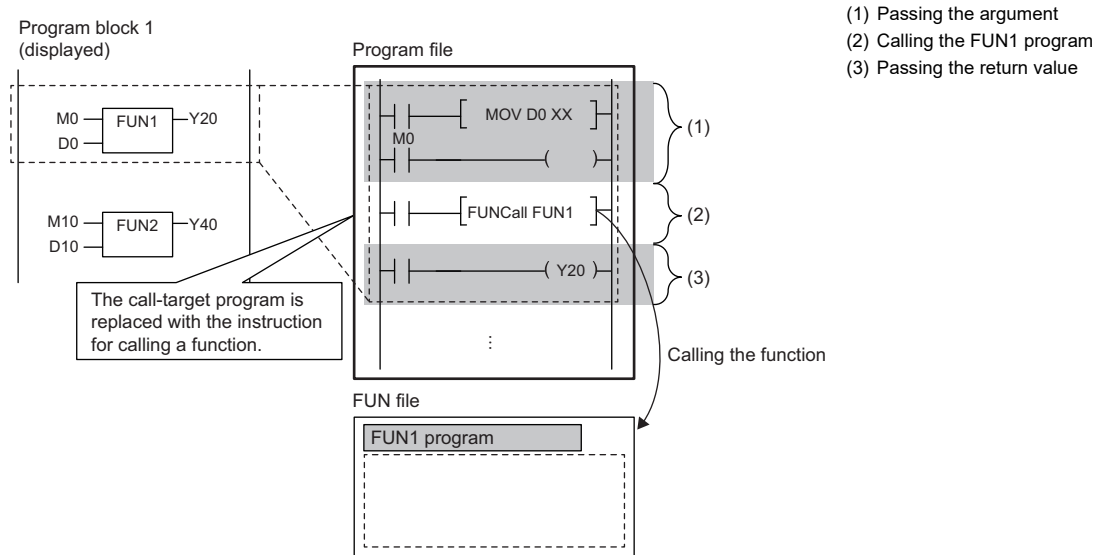 Program block 1
(displayed)
M0
D0
FUN1
Y20
M10
D10
FUN2
Y40
The call-target program is
replaced with the instruction
for calling a function.
Program file
MOV D0 XX
M0
(1)
FUNCall FUN1
(2)
Y20
(3)
⋮
Calling the function
FUN file
FUN1 program
(1) Passing the argument
(2) Calling the FUN1 program
(3) Passing the return value